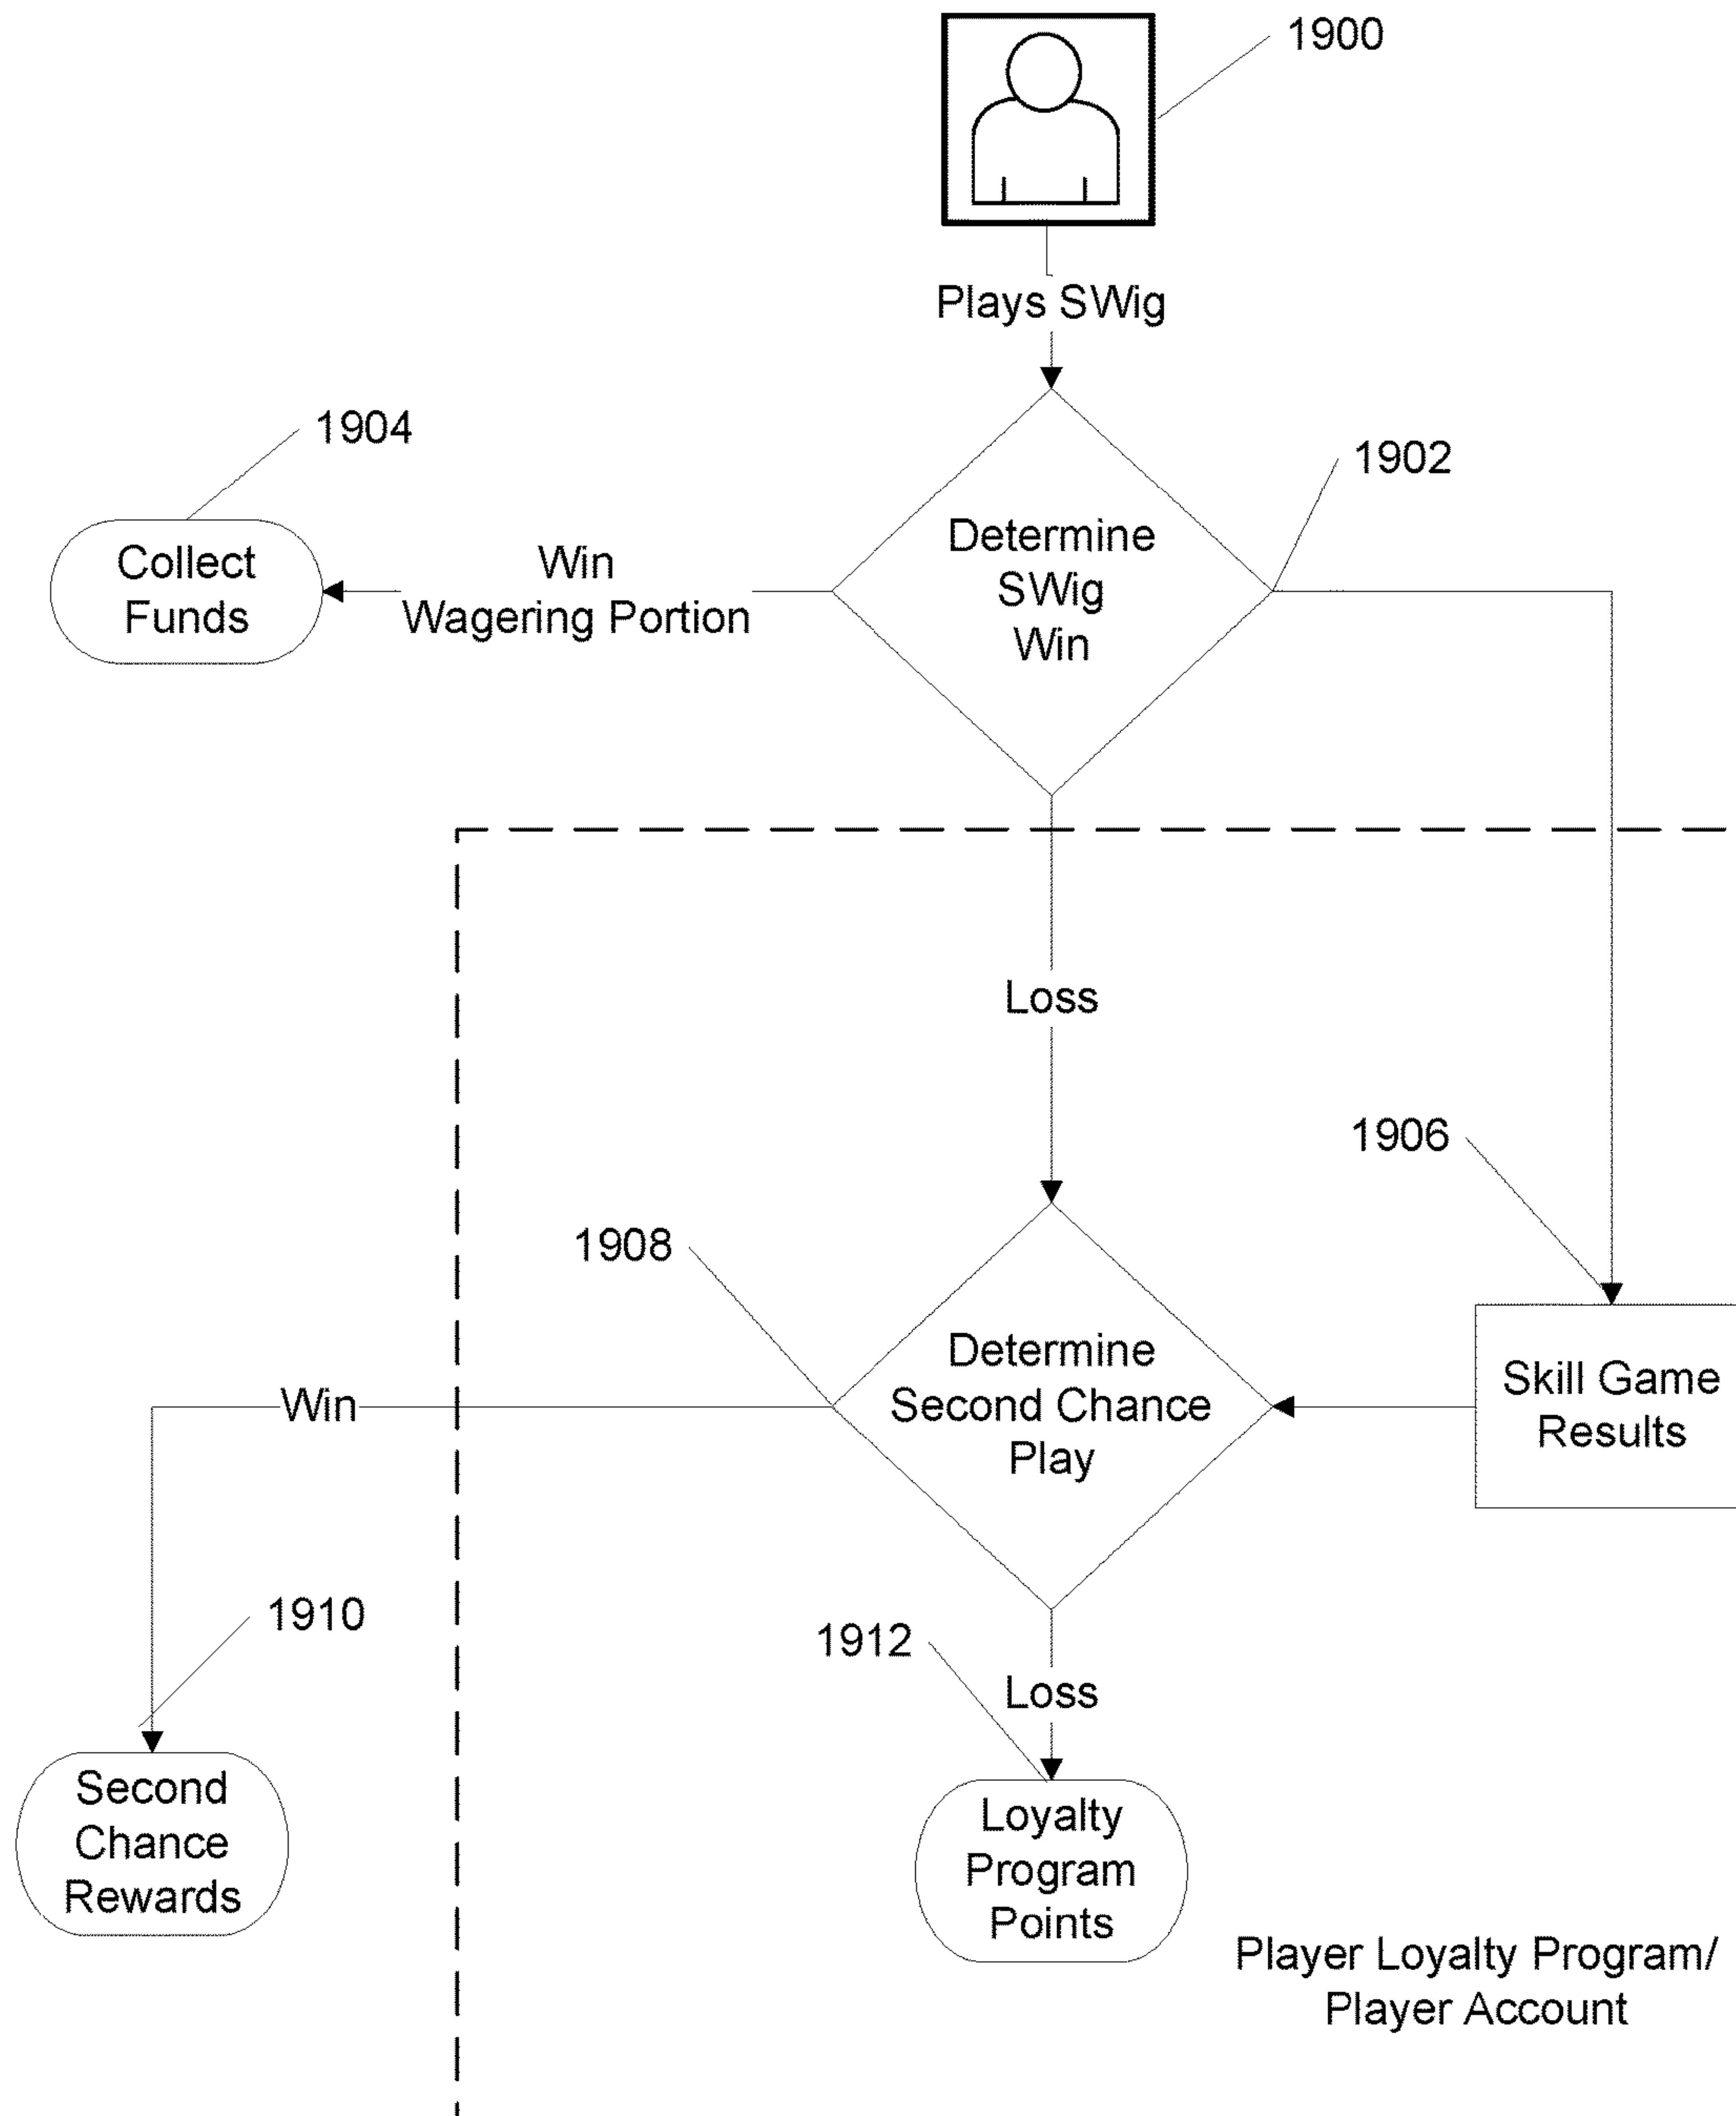 1900
Plays SWig
1904
1902
Collect
Funds
Win
Wagering Portion
Determine
SWig
Win
Loss
1906
1908
Determine
Second Chance
Play
Skill Game
Results
Win
1910
1912
Loss
Second
Chance
Rewards
Loyalty
Program
Points
Player Loyalty Program/
Player Account